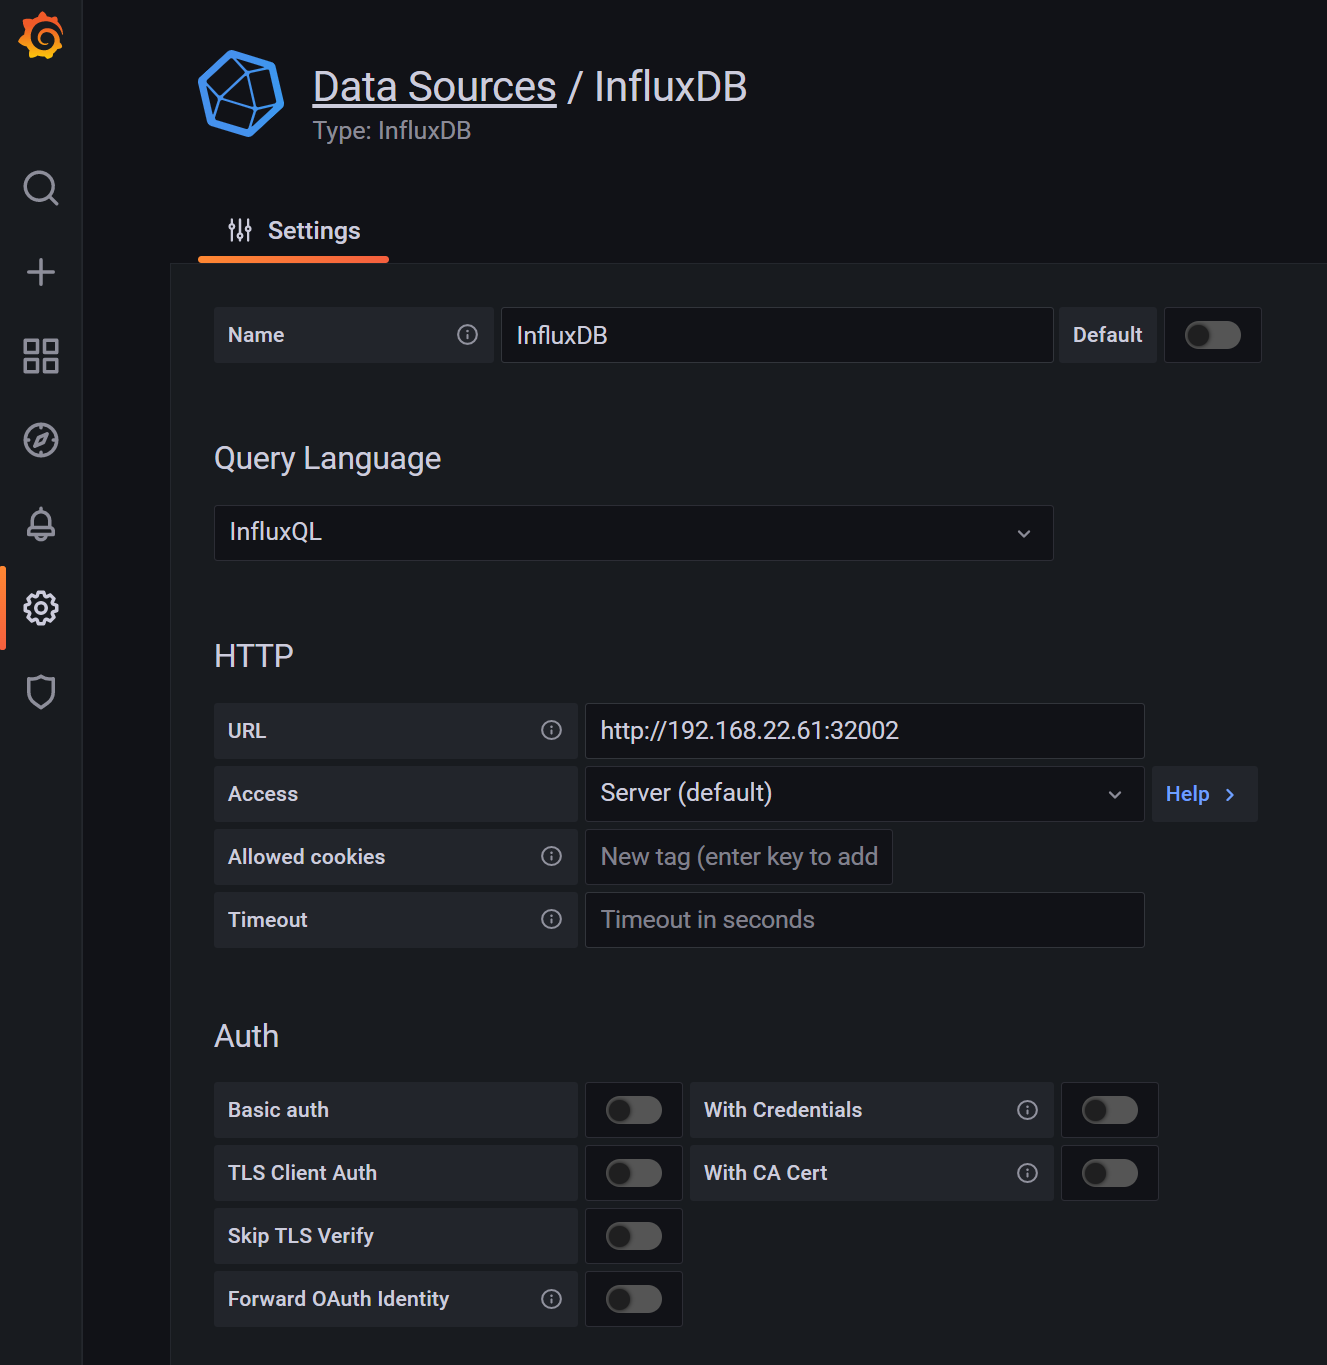 Data Sources / InfluxDB
Type: InfluxDB
Settings
Name InfluxDB Default
Query Language
InfluxQL
HTTP
URL http://192.168.22.61:32002
Access Server (default) Help
Allowed cookies New tag (enter key to add
Timeout Timeout in seconds
Auth
Basic auth With Credentials
TLS Client Auth With CA Cert
Skip TLS Verify
Forward OAuth Identity